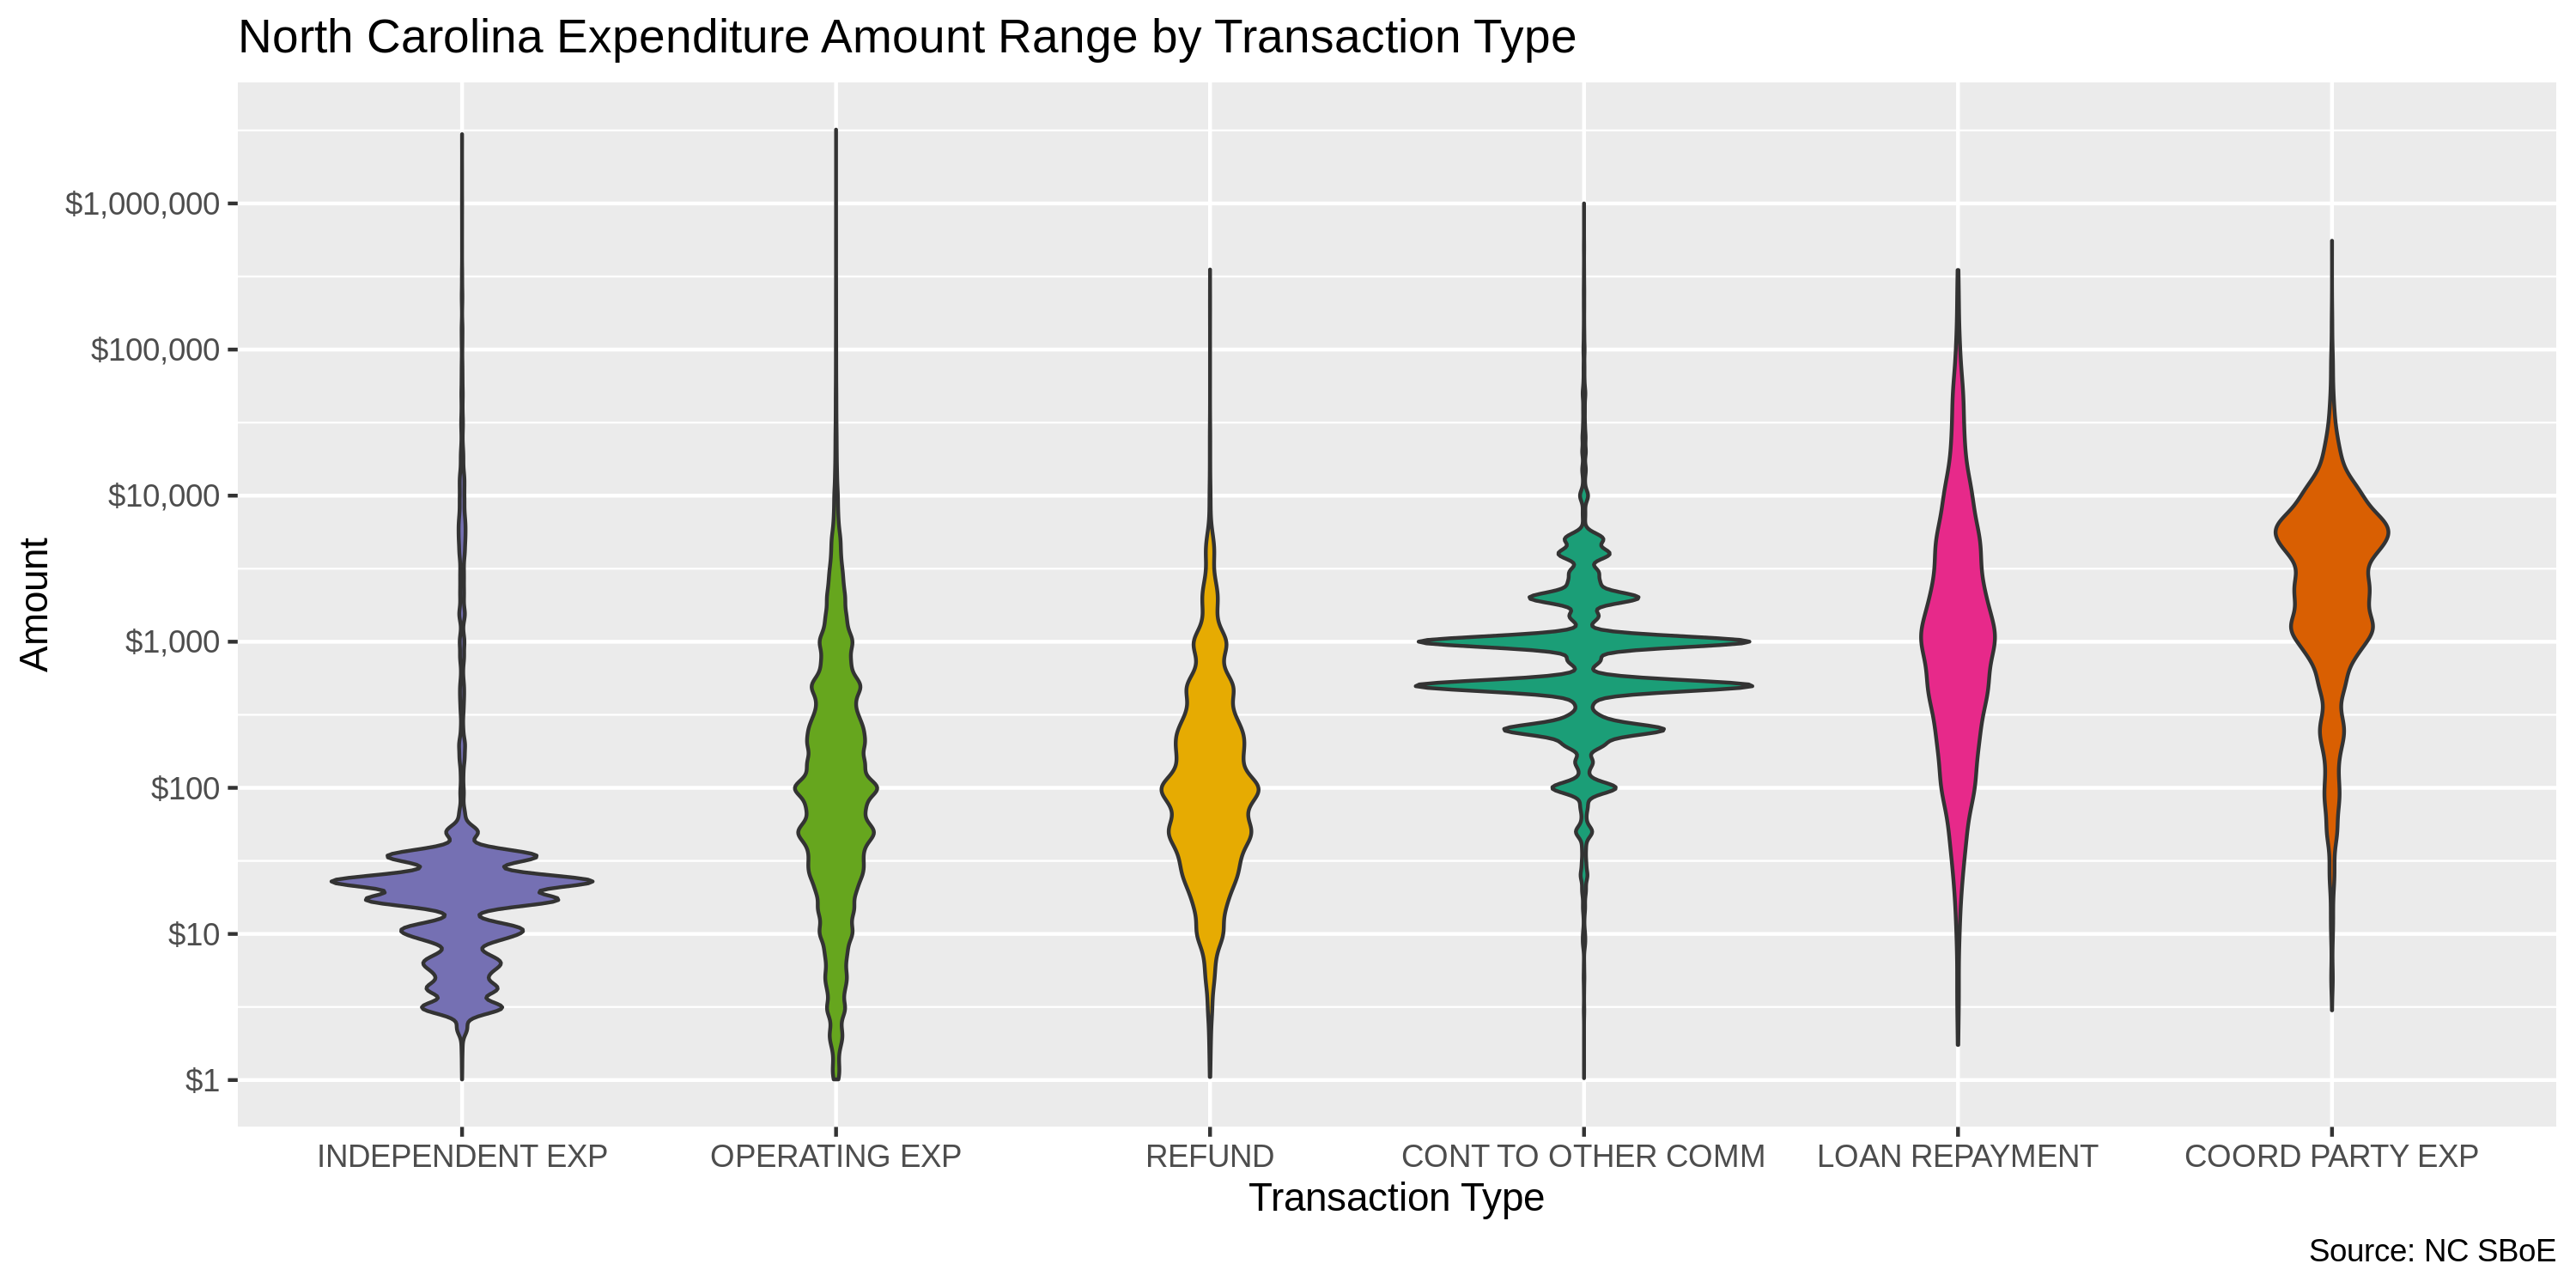 North Carolina Expenditure Amount Range by Transaction Type
Amount
$1,000,000
$100,000
$10,000
$1,000
$100
$10
$1
INDEPENDENT EXP
OPERATING EXP
REFUND
CONT TO OTHER COMM
LOAN REPAYMENT
COORD PARTY EXP
Transaction Type
Source: NC SBoE